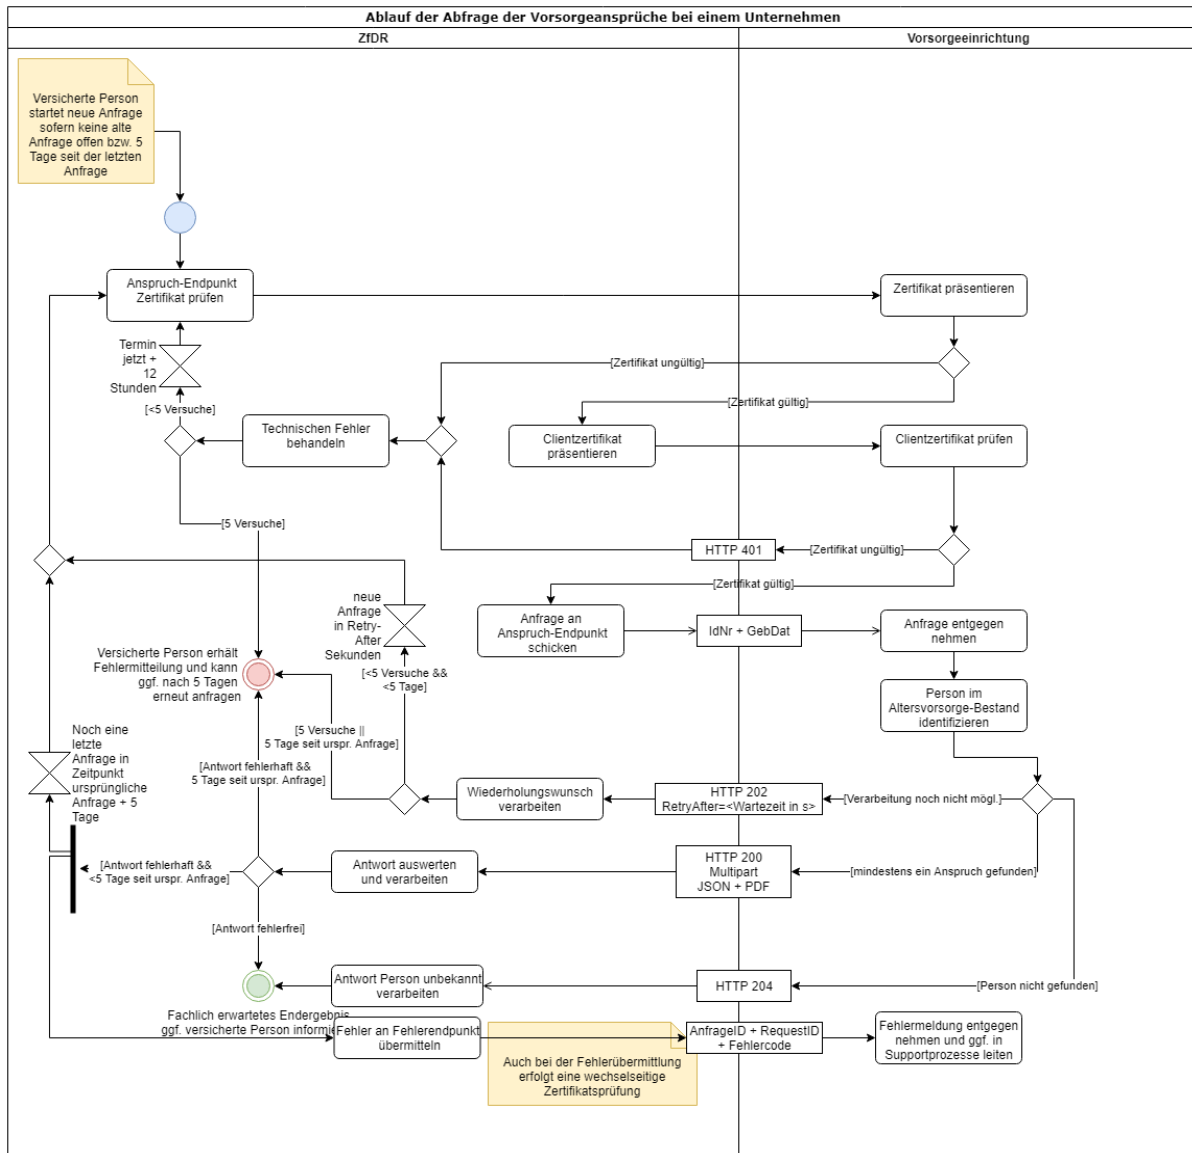 Ablauf der Abfrage der Vorsorgeansprüche bei einem Unternehmen
ZfDR
Vorsorgeeinrichtung
Versicherte Person
startet neue Anfrage
sofern keine alte
Anfrage offen bzw. 5
Tage seit der letzten
Anfrage
Anspruch-Endpunkt
Zertifikat prüfen
Zertifikat präsentieren
Termin
jetzt +
12
Stunden
[Zertifikat ungültig]
[<5 Versuche]
[Zertifikat gültig]
Technischen Fehler
behandeln
Clientzertifikat
präsentieren
Clientzertifikat prüfen
[5 Versuche]
HTTP 401
[Zertifikat ungültig]
[Zertifikat gültig]
neue
Anfrage
in Retry-
After
Sekunden
Anfrage an
Anspruch-Endpunkt
schicken
IdNr + GebDat
Anfrage entgegen
nehmen
Versicherte Person erhält
Fehlermitteilung und kann
ggf. nach 5 Tagen
erneut anfragen
[<5 Versuche &&
<5 Tage]
Person im
Altersvorsorge-Bestand
identifizieren
[5 Versuche ||
5 Tage seit urspr. Anfrage]
Noch eine
letzte
Anfrage in
Zeitpunkt
ursprüngliche
Anfrage + 5
Tage
[Antwort fehlerhaft &&
5 Tage seit urspr. Anfrage]
Wiederholungswunsch
verarbeiten
HTTP 202
RetryAfter=<Wartezeit in s>
[Verarbeitung noch nicht mögl.]
[Antwort fehlerhaft &&
<5 Tage seit urspr. Anfrage]
Antwort auswerten
und verarbeiten
HTTP 200
Multipart
JSON + PDF
[mindestens ein Anspruch gefunden]
[Antwort fehlerfrei]
Antwort Person unbekannt
verarbeiten
HTTP 204
[Person nicht gefunden]
Fachlich erwartetes Endergebnis
ggf. versicherte Person informie
Fehler an Fehlerendpunkt
übermitteln
AnfrageID + RequestID
+ Fehlercode
Fehlermeldung entgegen
nehmen und ggf. in
Supportprozesse leiten
Auch bei der Fehlerübermittlung
erfolgt eine wechselseitige
Zertifikatsprüfung